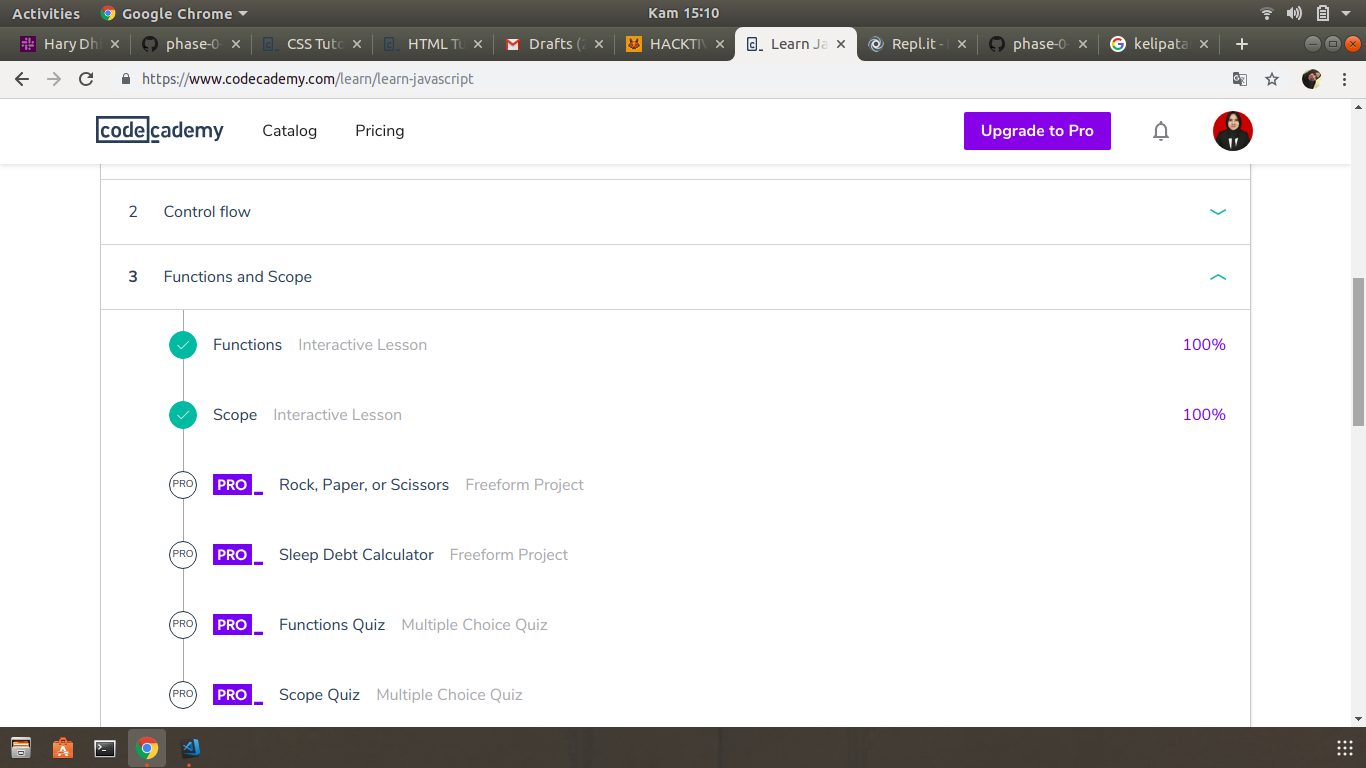 Activities Google Chrome Kam 15:10
Hary Dh phase-0- CSS Tuto HTML Tu Drafts (2 HACKTIV Learn Ja Repl.it - phase-0- kelipata
https://www.codecademy.com/learn/learn-javascript
codecademy Catalog Pricing Upgrade to Pro
2 Control flow
3 Functions and Scope
Functions Interactive Lesson 100%
Scope Interactive Lesson 100%
PRO PRO_ Rock, Paper, or Scissors Freeform Project
PRO PRO_ Sleep Debt Calculator Freeform Project
PRO PRO_ Functions Quiz Multiple Choice Quiz
PRO PRO_ Scope Quiz Multiple Choice Quiz